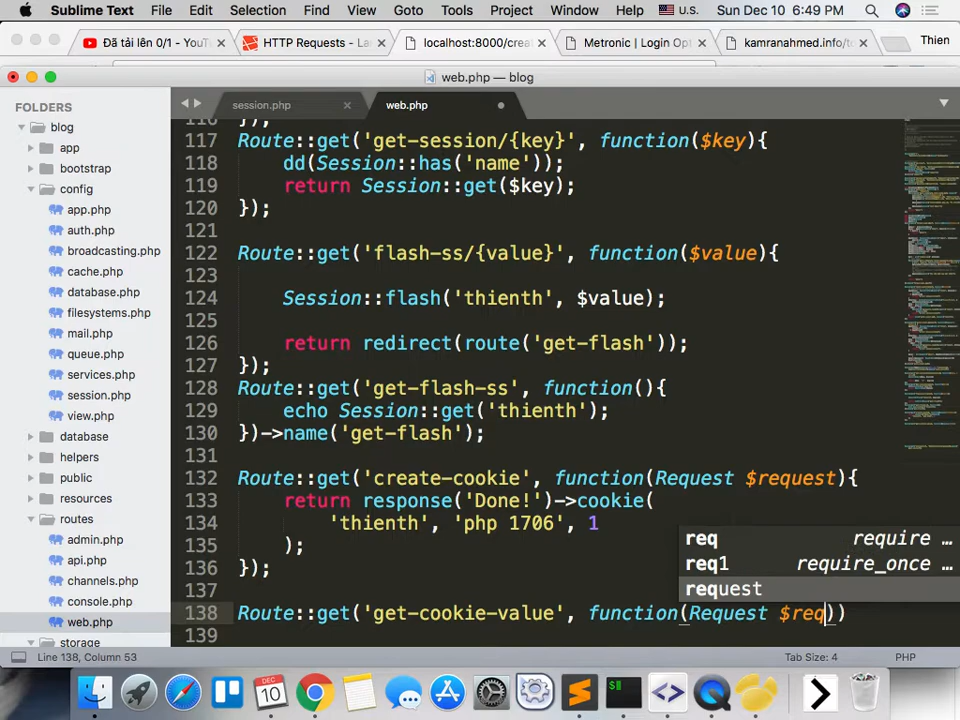 Sublime Text File Edit Selection Find View Goto Tools Project Window Help U.S. Sun Dec 10 6:49 PM
Đã tải lên 0/1 - YouT HTTP Requests - La localhost:8000/crea Metronic | Login Op kamranahmed.info/to Thien
web.php — blog
FOLDERS
session.php web.php
blog
app
bootstrap
config
app.php
auth.php
broadcasting.php
cache.php
database.php
filesystems.php
mail.php
queue.php
services.php
session.php
view.php
database
helpers
public
resources
routes
admin.php
api.php
channels.php
console.php
web.php
storage
116 });
117 Route::get('get-session/{key}', function($key){
118 dd(Session::has('name'));
119 return Session::get($key);
120 });
121
122 Route::get('flash-ss/{value}', function($value){
123
124 Session::flash('thienth', $value);
125
126 return redirect(route('get-flash'));
127 });
128 Route::get('get-flash-ss', function(){
129 echo Session::get('thienth');
130 })->name('get-flash');
131
132 Route::get('create-cookie', function(Request $request){
133 return response('Done!')->cookie(
134 'thienth', 'php 1706', 1
135 );
136 });
137
138 Route::get('get-cookie-value', function(Request $req))
139
req require ...
req1 require_once ...
request
Line 138, Column 53 Tab Size: 4 PHP
DEC
10